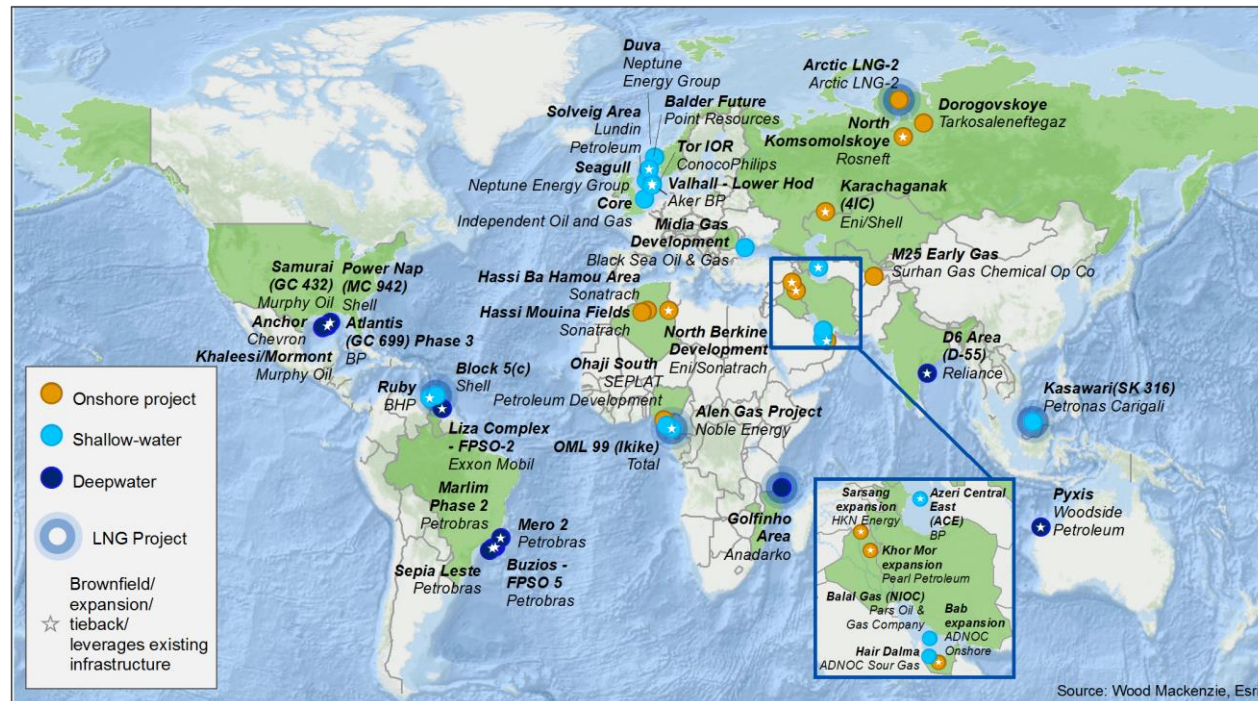 Duva
Neptune
Energy Group
Solveig Area
Lundin
Petroleum
Balder Future
Point Resources
Seagull
Neptune Energy Group
Tor IOR
ConocoPhilips
Core
Independent Oil and Gas
Valhall - Lower Hod
Aker BP
Midia Gas
Development
Black Sea Oil & Gas
Arctic LNG-2
Arctic LNG-2
Dorogovskoye
Tarkosaleneftegaz
North
Komsomolskoye
Rosneft
Karachaganak
(4IC)
Eni/Shell
M25 Early Gas
Surhan Gas Chemical Op Co
Samurai
(GC 432)
Murphy Oil
Power Nap
(MC 942)
Shell
Anchor
Chevron
Atlantis
(GC 699) Phase 3
BP
Khaleesi/Mormont
Murphy Oil
Hassi Ba Hamou Area
Sonatrach
Hassi Mouina Fields
Sonatrach
North Berkine
Development
Eni/Sonatrach
D6 Area
(D-55)
Reliance
Kasawari(SK 316)
Petronas Carigali
Ruby
BHP
Block 5(c)
Shell
Ohaji South
SEPLAT
Petroleum Development
Alen Gas Project
Noble Energy
OML 99 (Ikike)
Total
Liza Complex
- FPSO-2
Exxon Mobil
Marlim
Phase 2
Petrobras
Mero 2
Petrobras
Sepia Leste
Petrobras
Buzios -
FPSO 5
Petrobras
Golfinho
Area
Anadarko
Pyxis
Woodside
Petroleum
Sarsang
expansion
HKN Energy
Azeri Central
East
(ACE)
BP
Khor Mor
expansion
Pearl Petroleum
Balal Gas (NIOC)
Pars Oil &
Gas Company
Bab
expansion
ADNOC
Onshore
Hair Dalma
ADNOC Sour Gas
Onshore project
Shallow-water
Deepwater
LNG Project
Brownfield/
expansion/
tieback/
leverages existing
infrastructure
Source: Wood Mackenzie, Esri